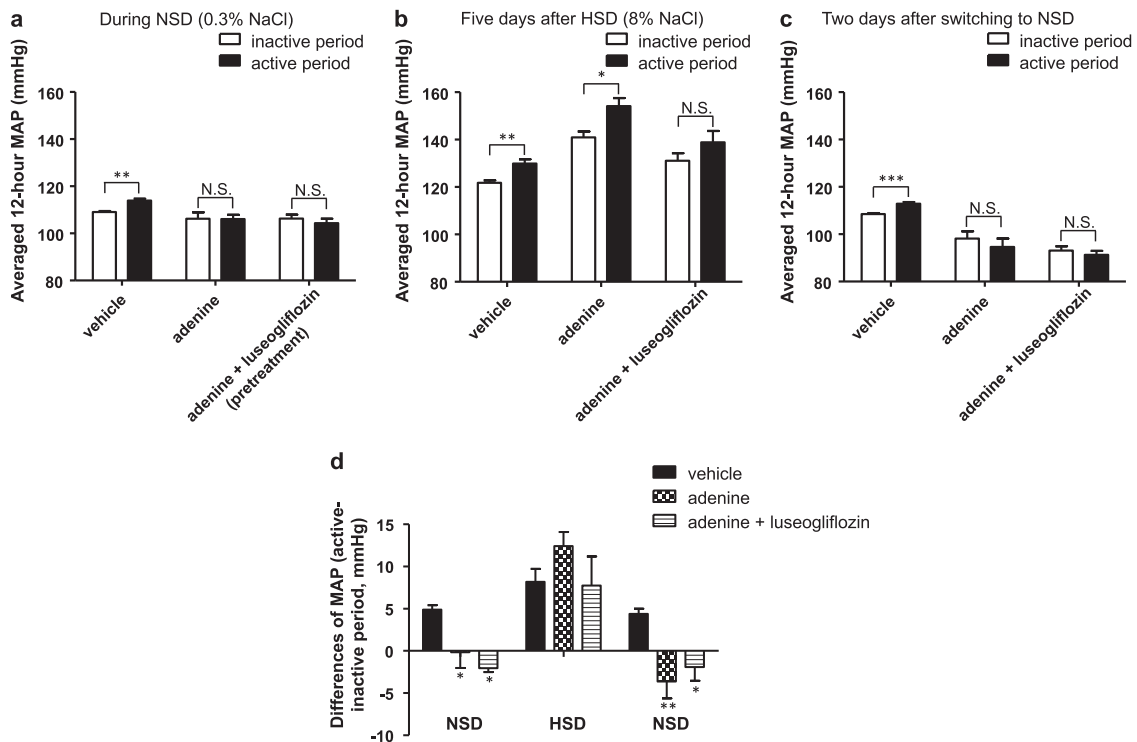 a
During NSD (0.3% NaCl)
inactive period
active period
Averaged 12-hour MAP (mmHg)
160
140
120
100
80
**
N.S.
N.S.
vehicle
adenine
adenine + luseogliflozin
(pretreatment)
b
Five days after HSD (8% NaCl)
inactive period
active period
Averaged 12-hour MAP (mmHg)
160
140
120
100
80
**
*
N.S.
vehicle
adenine
adenine + luseogliflozin
c
Two days after switching to NSD
inactive period
active period
Averaged 12-hour MAP (mmHg)
160
140
120
100
80
***
N.S.
N.S.
vehicle
adenine
adenine + luseogliflozin
d
vehicle
adenine
adenine + luseogliflozin
Differences of MAP (active-
inactive period, mmHg)
15
10
5
0
-5
-10
*
*
**
*
NSD
HSD
NSD